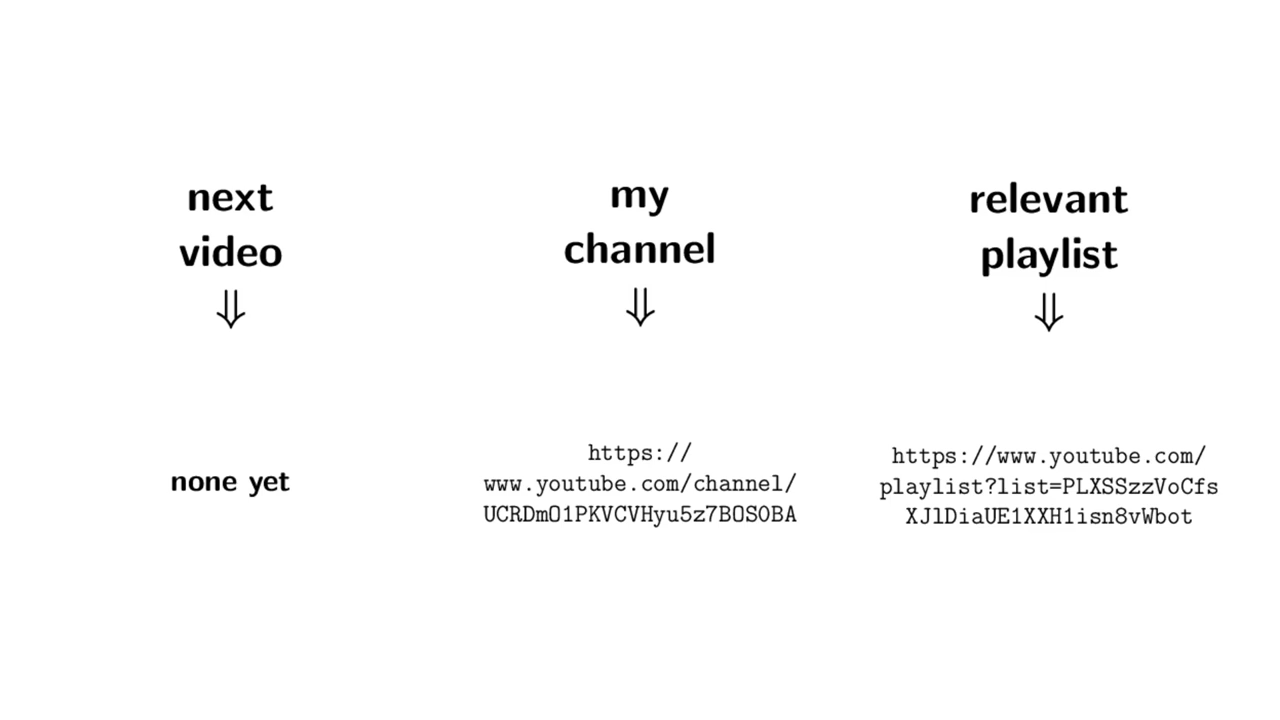 next
video
⇓
none yet
my
channel
⇓
https://
www.youtube.com/channel/
UCRDmO1PKVCVHyu5z7BOS0BA
relevant
playlist
⇓
https://www.youtube.com/
playlist?list=PLXSSzzVoCfs
XJlDiaUE1XXH1isn8vWbot